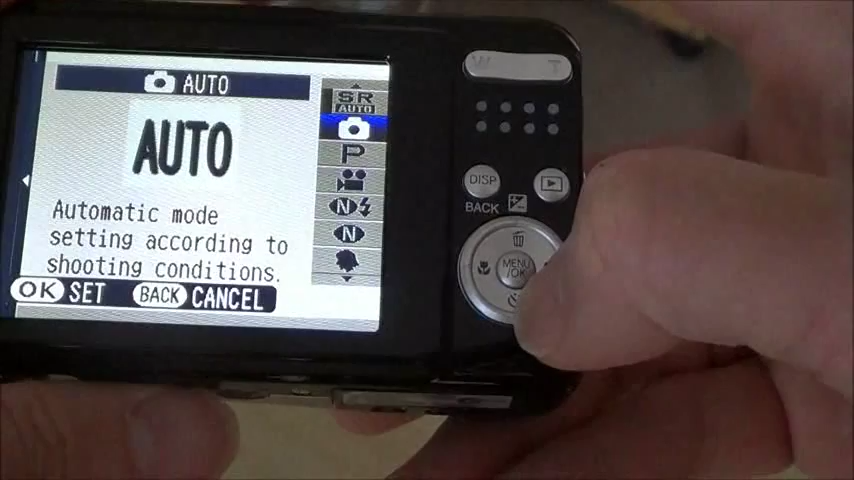 AUTO
AUTO
Automatic mode
setting according to
shooting conditions.
OK SET BACK CANCEL
SR
AUTO
P
N
N
W T
DISP
BACK
MENU
/OK